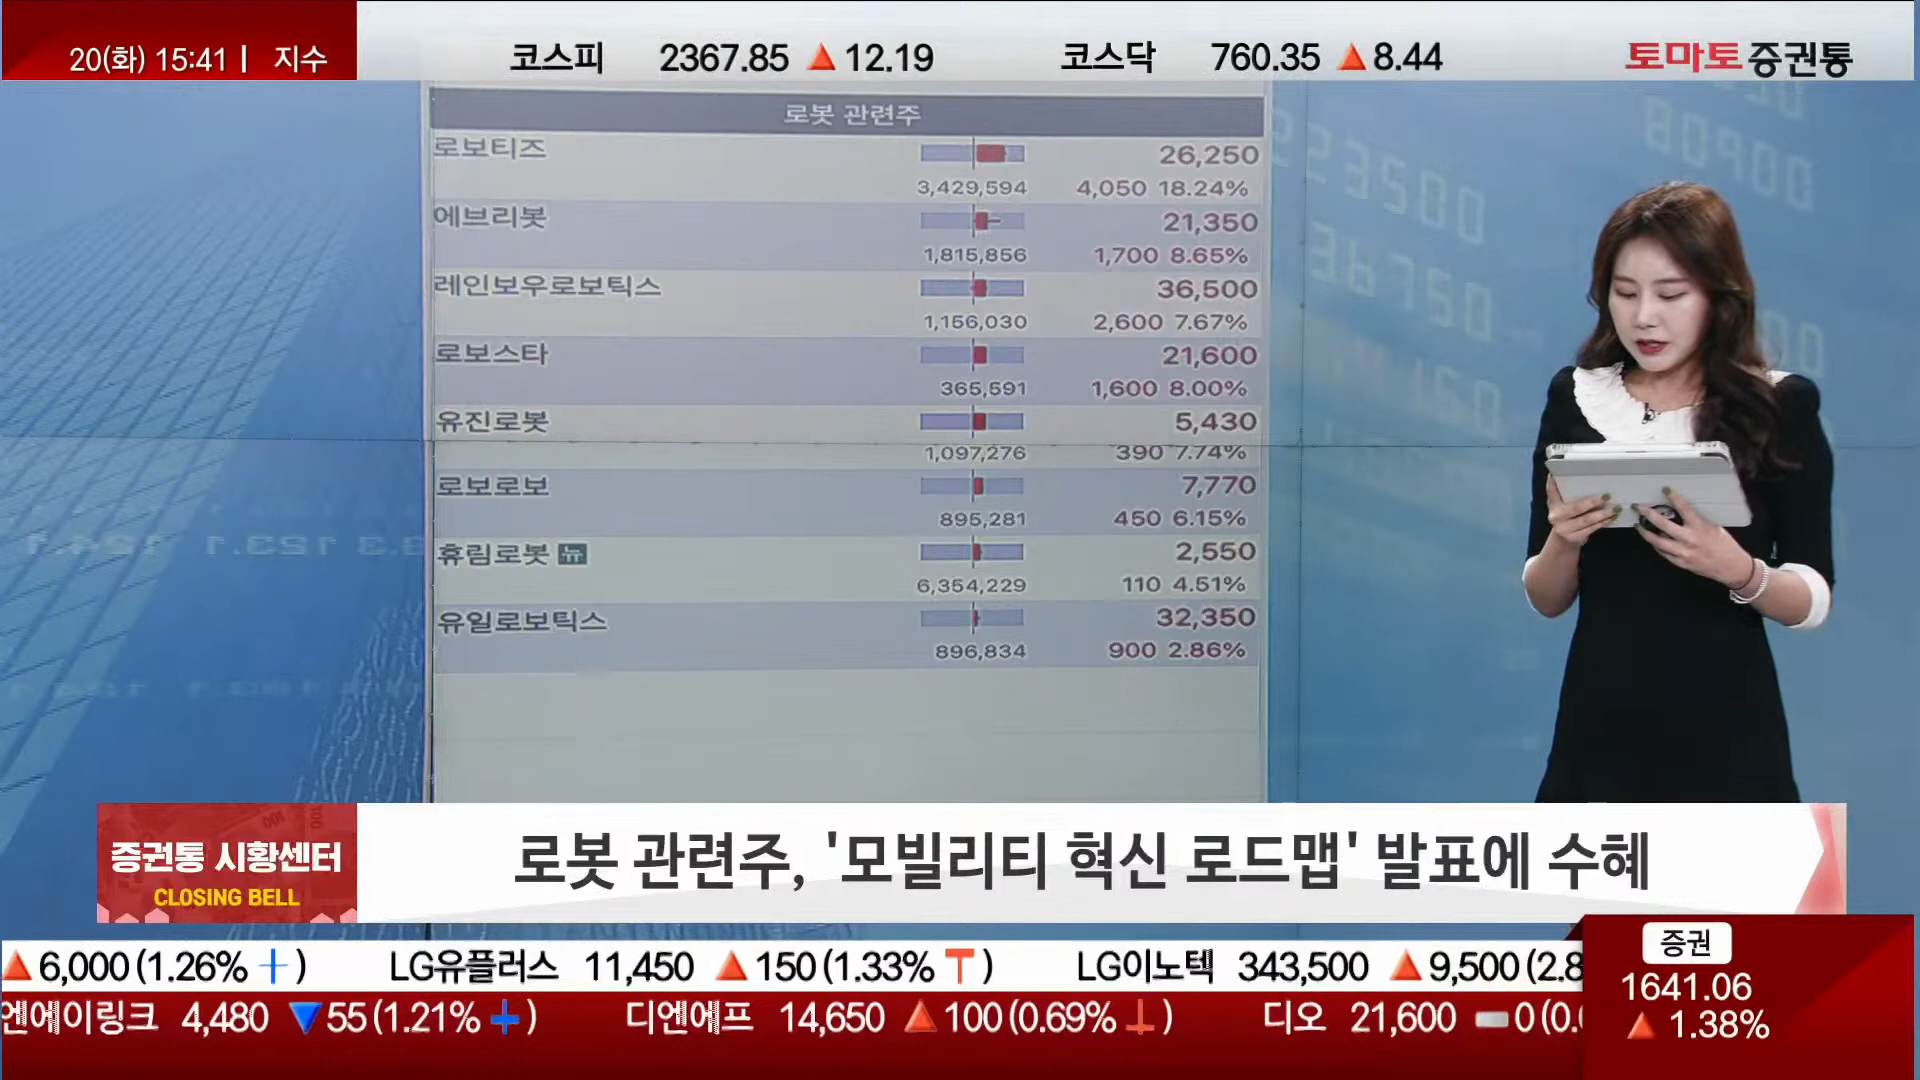 20(화) 15:41 | 지수
코스피 2367.85 ▲ 12.19 코스닥 760.35 ▲ 8.44
토마토증권통
로봇 관련주
로보티즈 26,250
3,429,594 4,050 18.24%
에브리봇 21,350
1,815,856 1,700 8.65%
레인보우로보틱스 36,500
1,156,030 2,600 7.67%
로보스타 21,600
365,591 1,600 8.00%
유진로봇 5,430
1,097,276 390 7.74%
로보로보 7,770
895,281 450 6.15%
휴림로봇 뉴 2,550
6,354,229 110 4.51%
유일로보틱스 32,350
896,834 900 2.86%
223500
36750
80900
증권통 시황센터
CLOSING BELL
로봇 관련주, '모빌리티 혁신 로드맵' 발표에 수혜
▲ 6,000 (1.26% + ) LG유플러스 11,450 ▲ 150 (1.33% ) LG이노텍 343,500 ▲ 9,500 (2.8
엔에이링크 4,480 ▼ 55 (1.21% + ) 디엔에프 14,650 ▲ 100 (0.69% ) 디오 21,600 0 (0.
증권
1641.06
▲ 1.38%